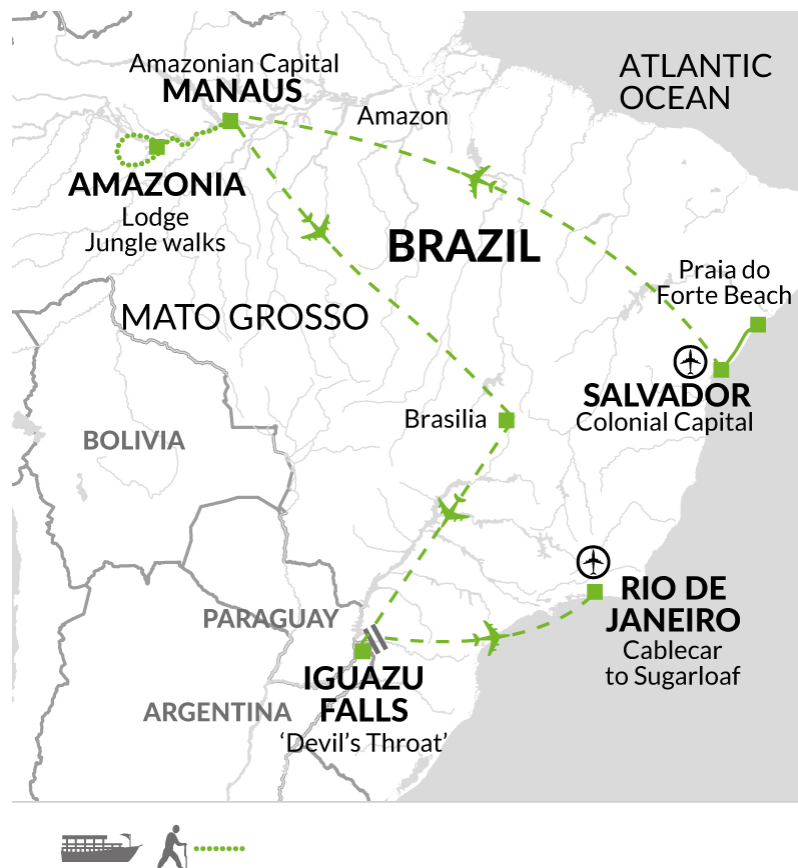 Amazonian Capital
MANAUS
ATLANTIC
OCEAN
Amazon
AMAZONIA
Lodge
Jungle walks
BRAZIL
Praia do
Forte Beach
MATO GROSSO
SALVADOR
Colonial Capital
Brasilia
BOLIVIA
RIO DE
JANEIRO
Cablecar
to Sugarloaf
PARAGUAY
IGUAZU
FALLS
'Devil's Throat'
ARGENTINA